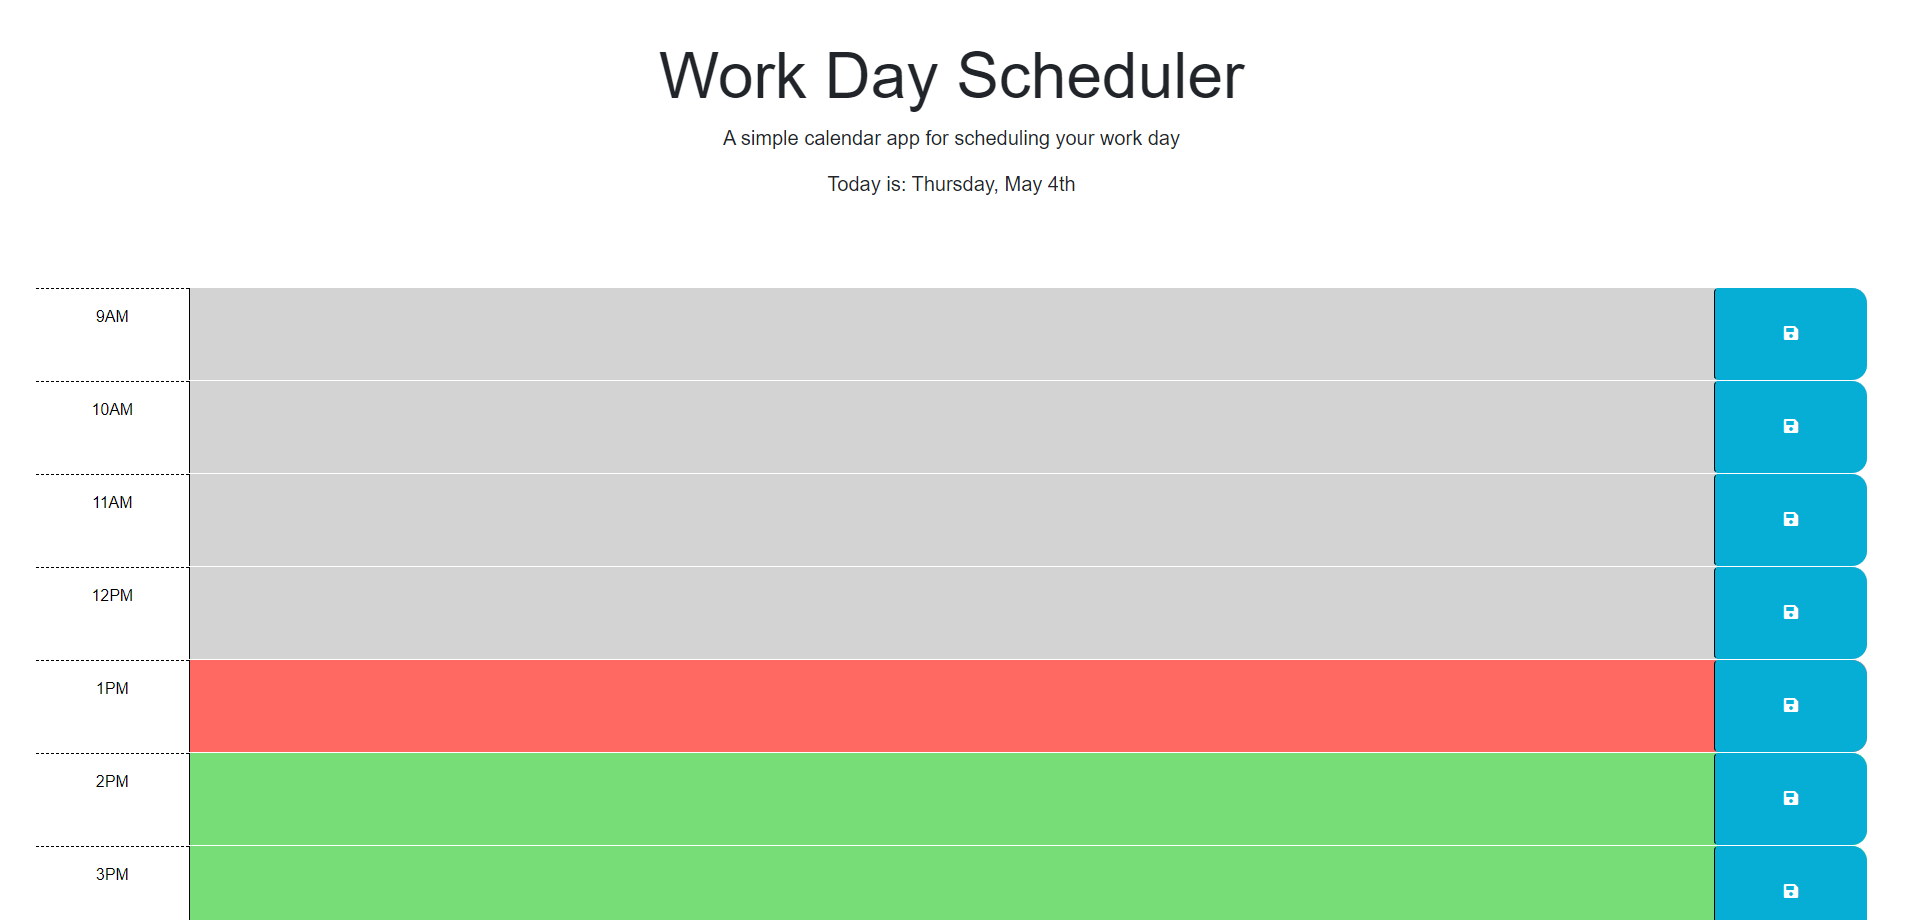 Work Day Scheduler
A simple calendar app for scheduling your work day
Today is: Thursday, May 4th
9AM
10AM
11AM
12PM
1PM
2PM
3PM